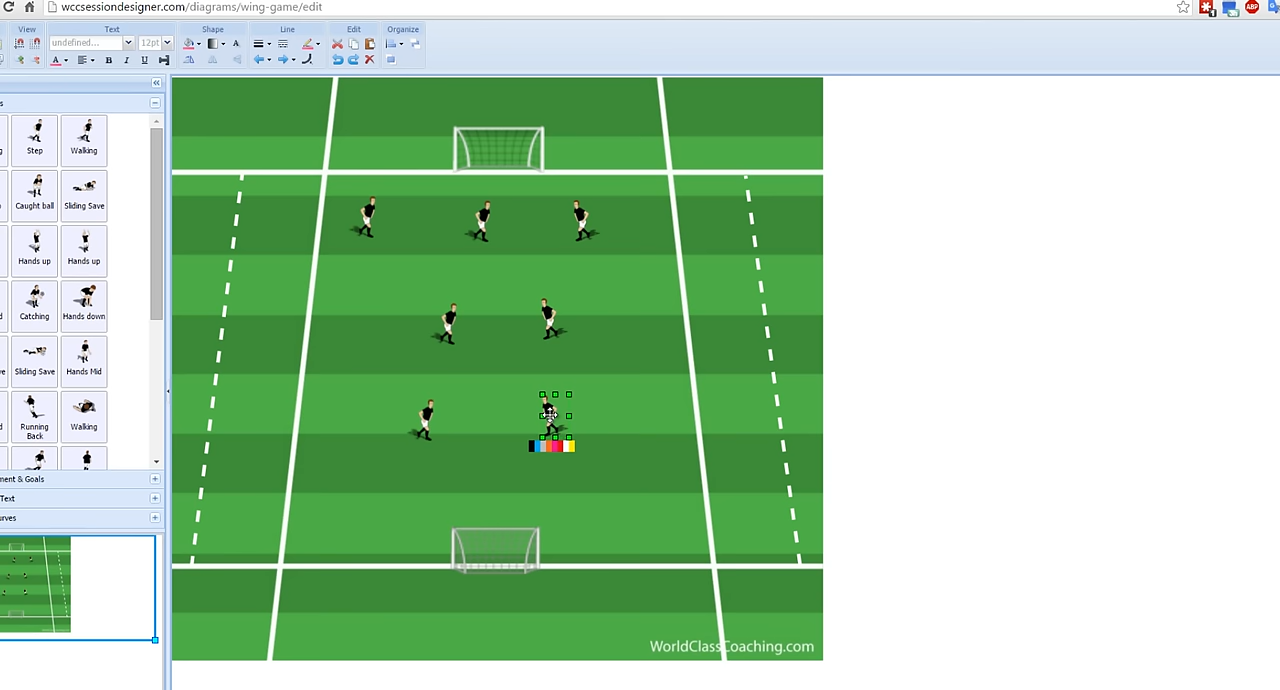 wccsessiondesigner.com/diagrams/wing-game/edit
View Text Shape Line Edit Organize
undefined... 12pt
A
A B I U
s
Step Walking
Caught ball Sliding Save
Hands up Hands up
Catching Hands down
Sliding Save Hands Mid
Running Back Walking
ment & Goals
Text
urves
WorldClassCoaching.com
ABP